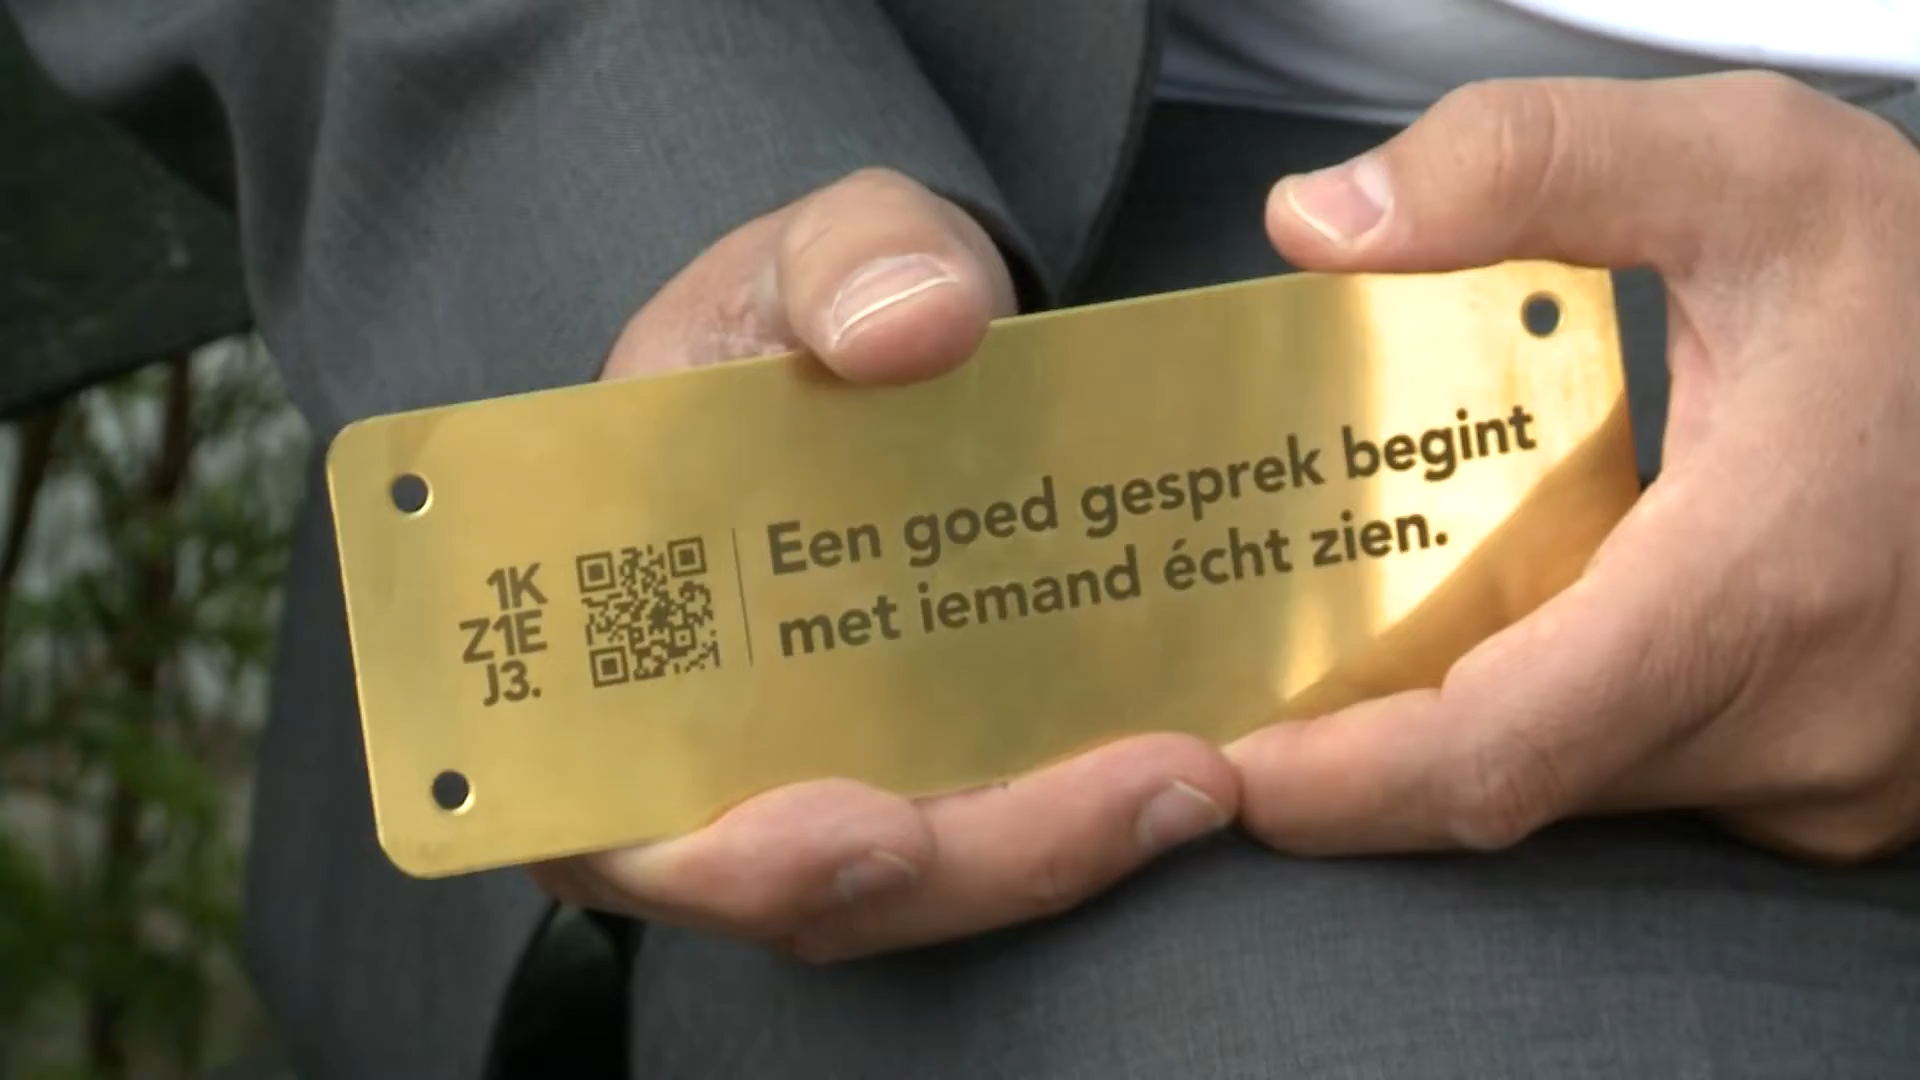 1K
Z1E
J3.
Een goed gesprek begint
met iemand écht zien.